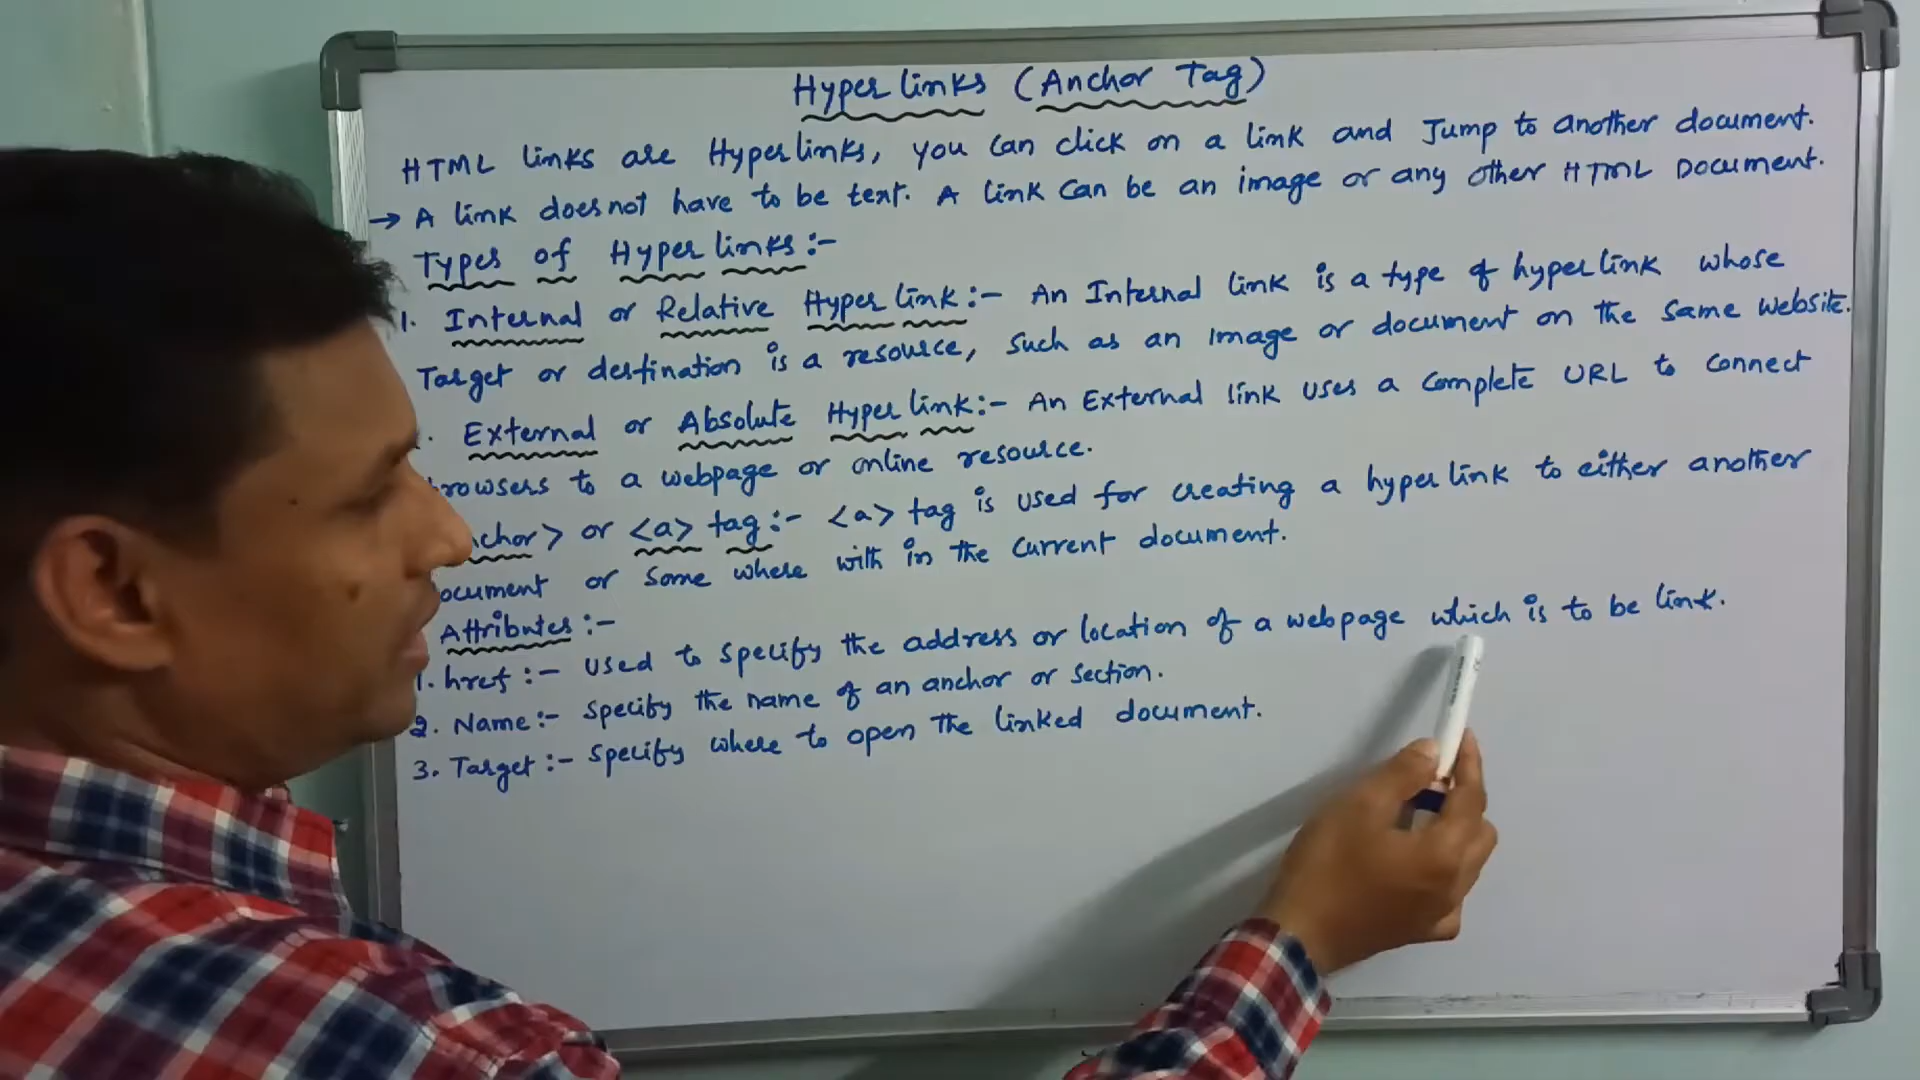 Hyper links (Anchor Tag)
HTML links are Hyper links, you can click on a link and Jump to another document.
→ A link does not have to be text. A link can be an image or any other HTML Document.
Types of Hyper links:-
1. Internal or Relative Hyper link:- An Internal link is a type of hyper link whose
Target or destination is a resource, such as an image or document on the same website.
External or Absolute Hyper link:- An External link uses a complete URL to connect
rowsers to a webpage or online resource.
chor> or <a> tag:- <a> tag is used for creating a hyper link to either another
ocument or some where with in the current document.
Attributes:-
1. href:- used to specify the address or location of a webpage which is to be link.
2. Name:- specify the name of an anchor or section.
3. Target:- specify where to open the linked document.